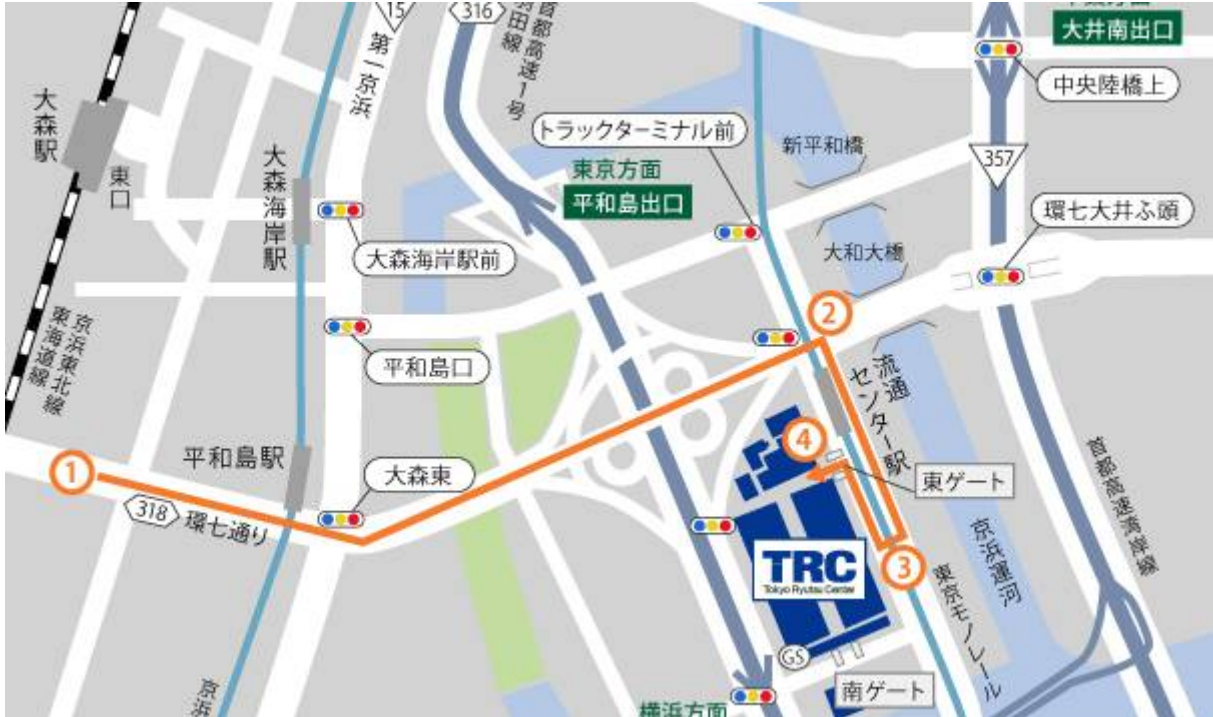 15
第一京浜
316
首都高速1号
羽田線
大井南出口
中央陸橋上
大森駅
東口
大森海岸駅
トラックターミナル前
新平和橋
357
東京方面
平和島出口
環七大井ふ頭
大森海岸駅前
大和大橋
京浜東北線
東海道線
平和島口
2
流通
センター駅
平和島駅
大森東
1
318
環七通り
4
東ゲート
首都高速湾岸線
TRC
Tokyo Ryutsu Center
3
京浜運河
東京モノレール
GS
南ゲート
京浜
横浜方面